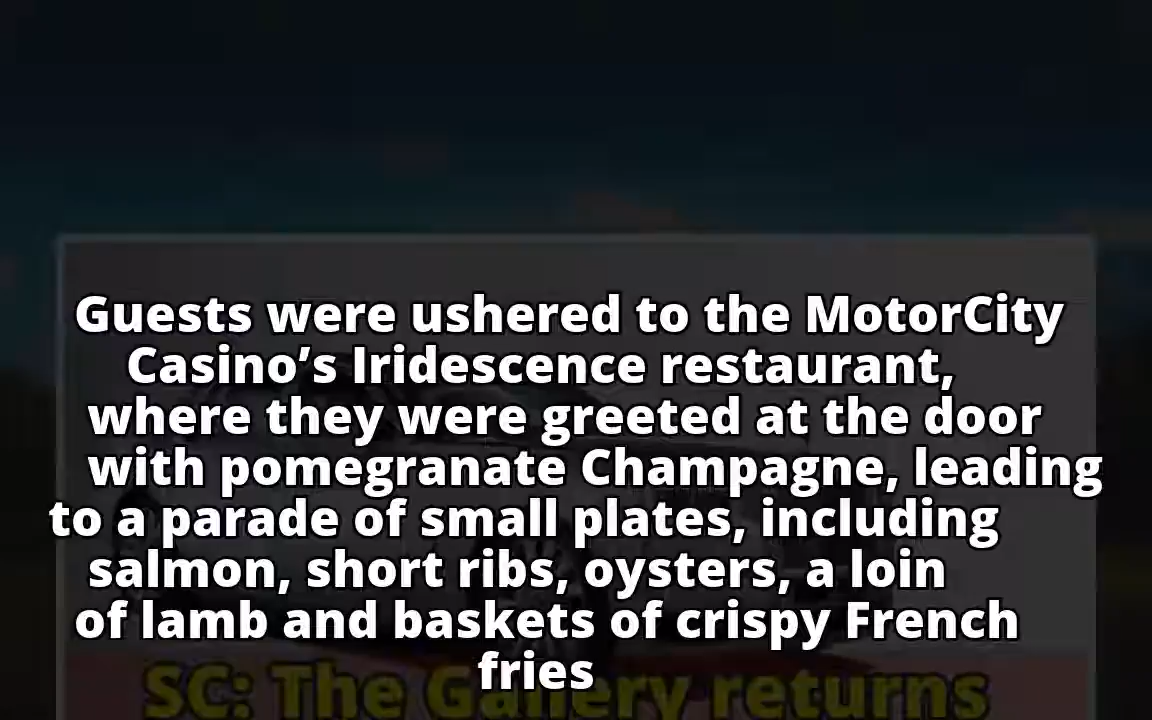 Guests were ushered to the MotorCity
Casino’s Iridescence restaurant,
where they were greeted at the door
with pomegranate Champagne, leading
to a parade of small plates, including
salmon, short ribs, oysters, a loin
of lamb and baskets of crispy French
fries
SC: The Gallery returns